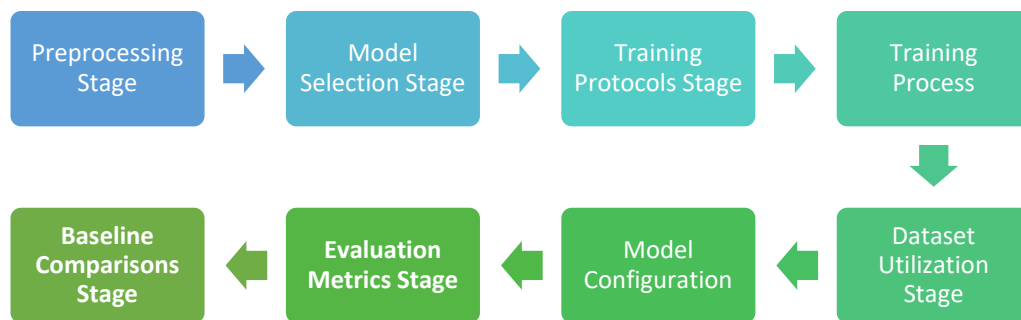 Preprocessing
Stage
Model
Selection Stage
Training
Protocols Stage
Training
Process
Dataset
Utilization
Stage
Model
Configuration
Evaluation
Metrics Stage
Baseline
Comparisons
Stage